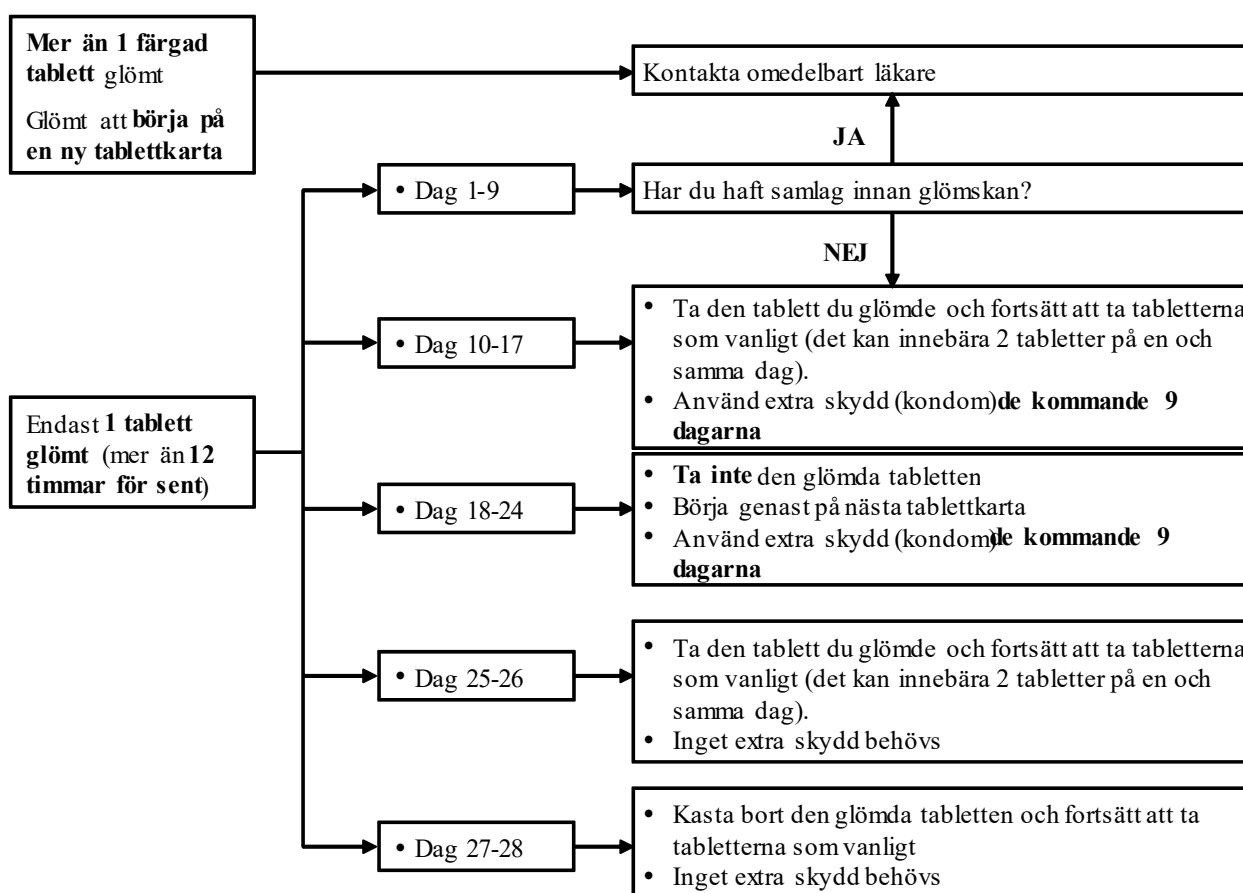 Mer än 1 färgad
tablett glömt
Glömt att börja på
en ny tablettkarta
Kontakta omedelbart läkare
JA
• Dag 1-9
Har du haft samlag innan glömskan?
NEJ
• Dag 10-17
• Ta den tablett du glömde och fortsätt att ta tabletterna
som vanligt (det kan innebära 2 tabletter på en och
samma dag).
• Använd extra skydd (kondom) de kommande 9
dagarna
Endast 1 tablett
glömt (mer än 12
timmar för sent)
• Dag 18-24
• Ta inte den glömda tabletten
• Börja genast på nästa tablettkarta
• Använd extra skydd (kondom) de kommande 9
dagarna
• Dag 25-26
• Ta den tablett du glömde och fortsätt att ta tabletterna
som vanligt (det kan innebära 2 tabletter på en och
samma dag).
• Inget extra skydd behövs
• Dag 27-28
• Kasta bort den glömda tabletten och fortsätt att ta
tabletterna som vanligt
• Inget extra skydd behövs